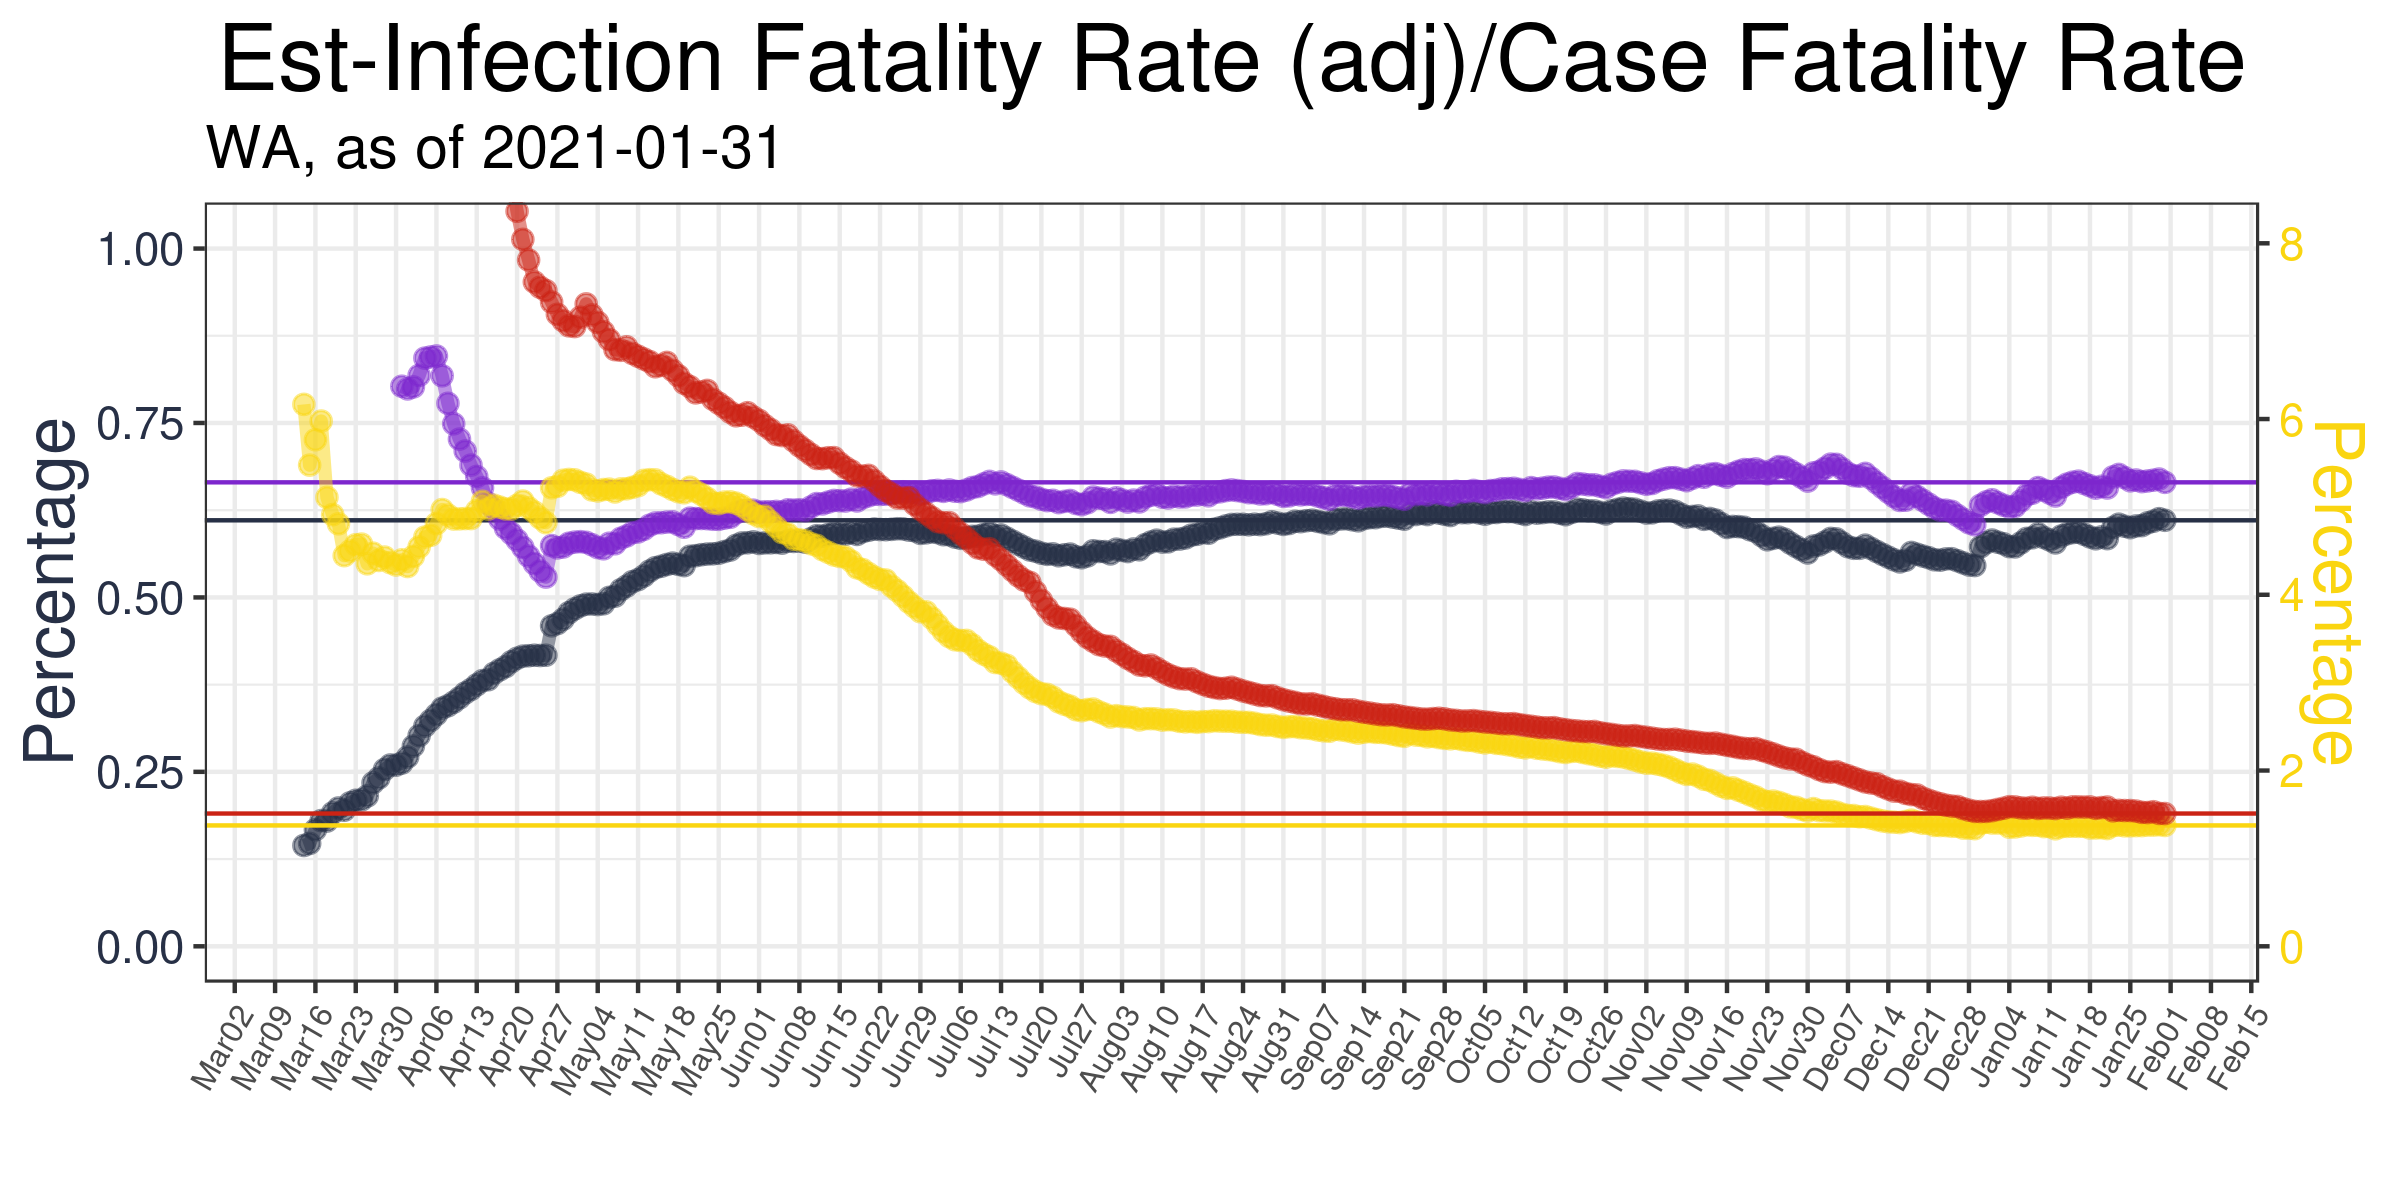 Est-Infection Fatality Rate (adj)/Case Fatality Rate
WA, as of 2021-01-31
Percentage
1.00
0.75
0.50
0.25
0.00
8
6
4
2
0
Percentage
Mar02
Mar09
Mar16
Mar23
Mar30
Apr06
Apr13
Apr20
Apr27
May04
May11
May18
May25
Jun01
Jun08
Jun15
Jun22
Jun29
Jul06
Jul13
Jul20
Jul27
Aug03
Aug10
Aug17
Aug24
Aug31
Sep07
Sep14
Sep21
Sep28
Oct05
Oct12
Oct19
Oct26
Nov02
Nov09
Nov16
Nov23
Nov30
Dec07
Dec14
Dec21
Dec28
Jan04
Jan11
Jan18
Jan25
Feb01
Feb08
Feb15